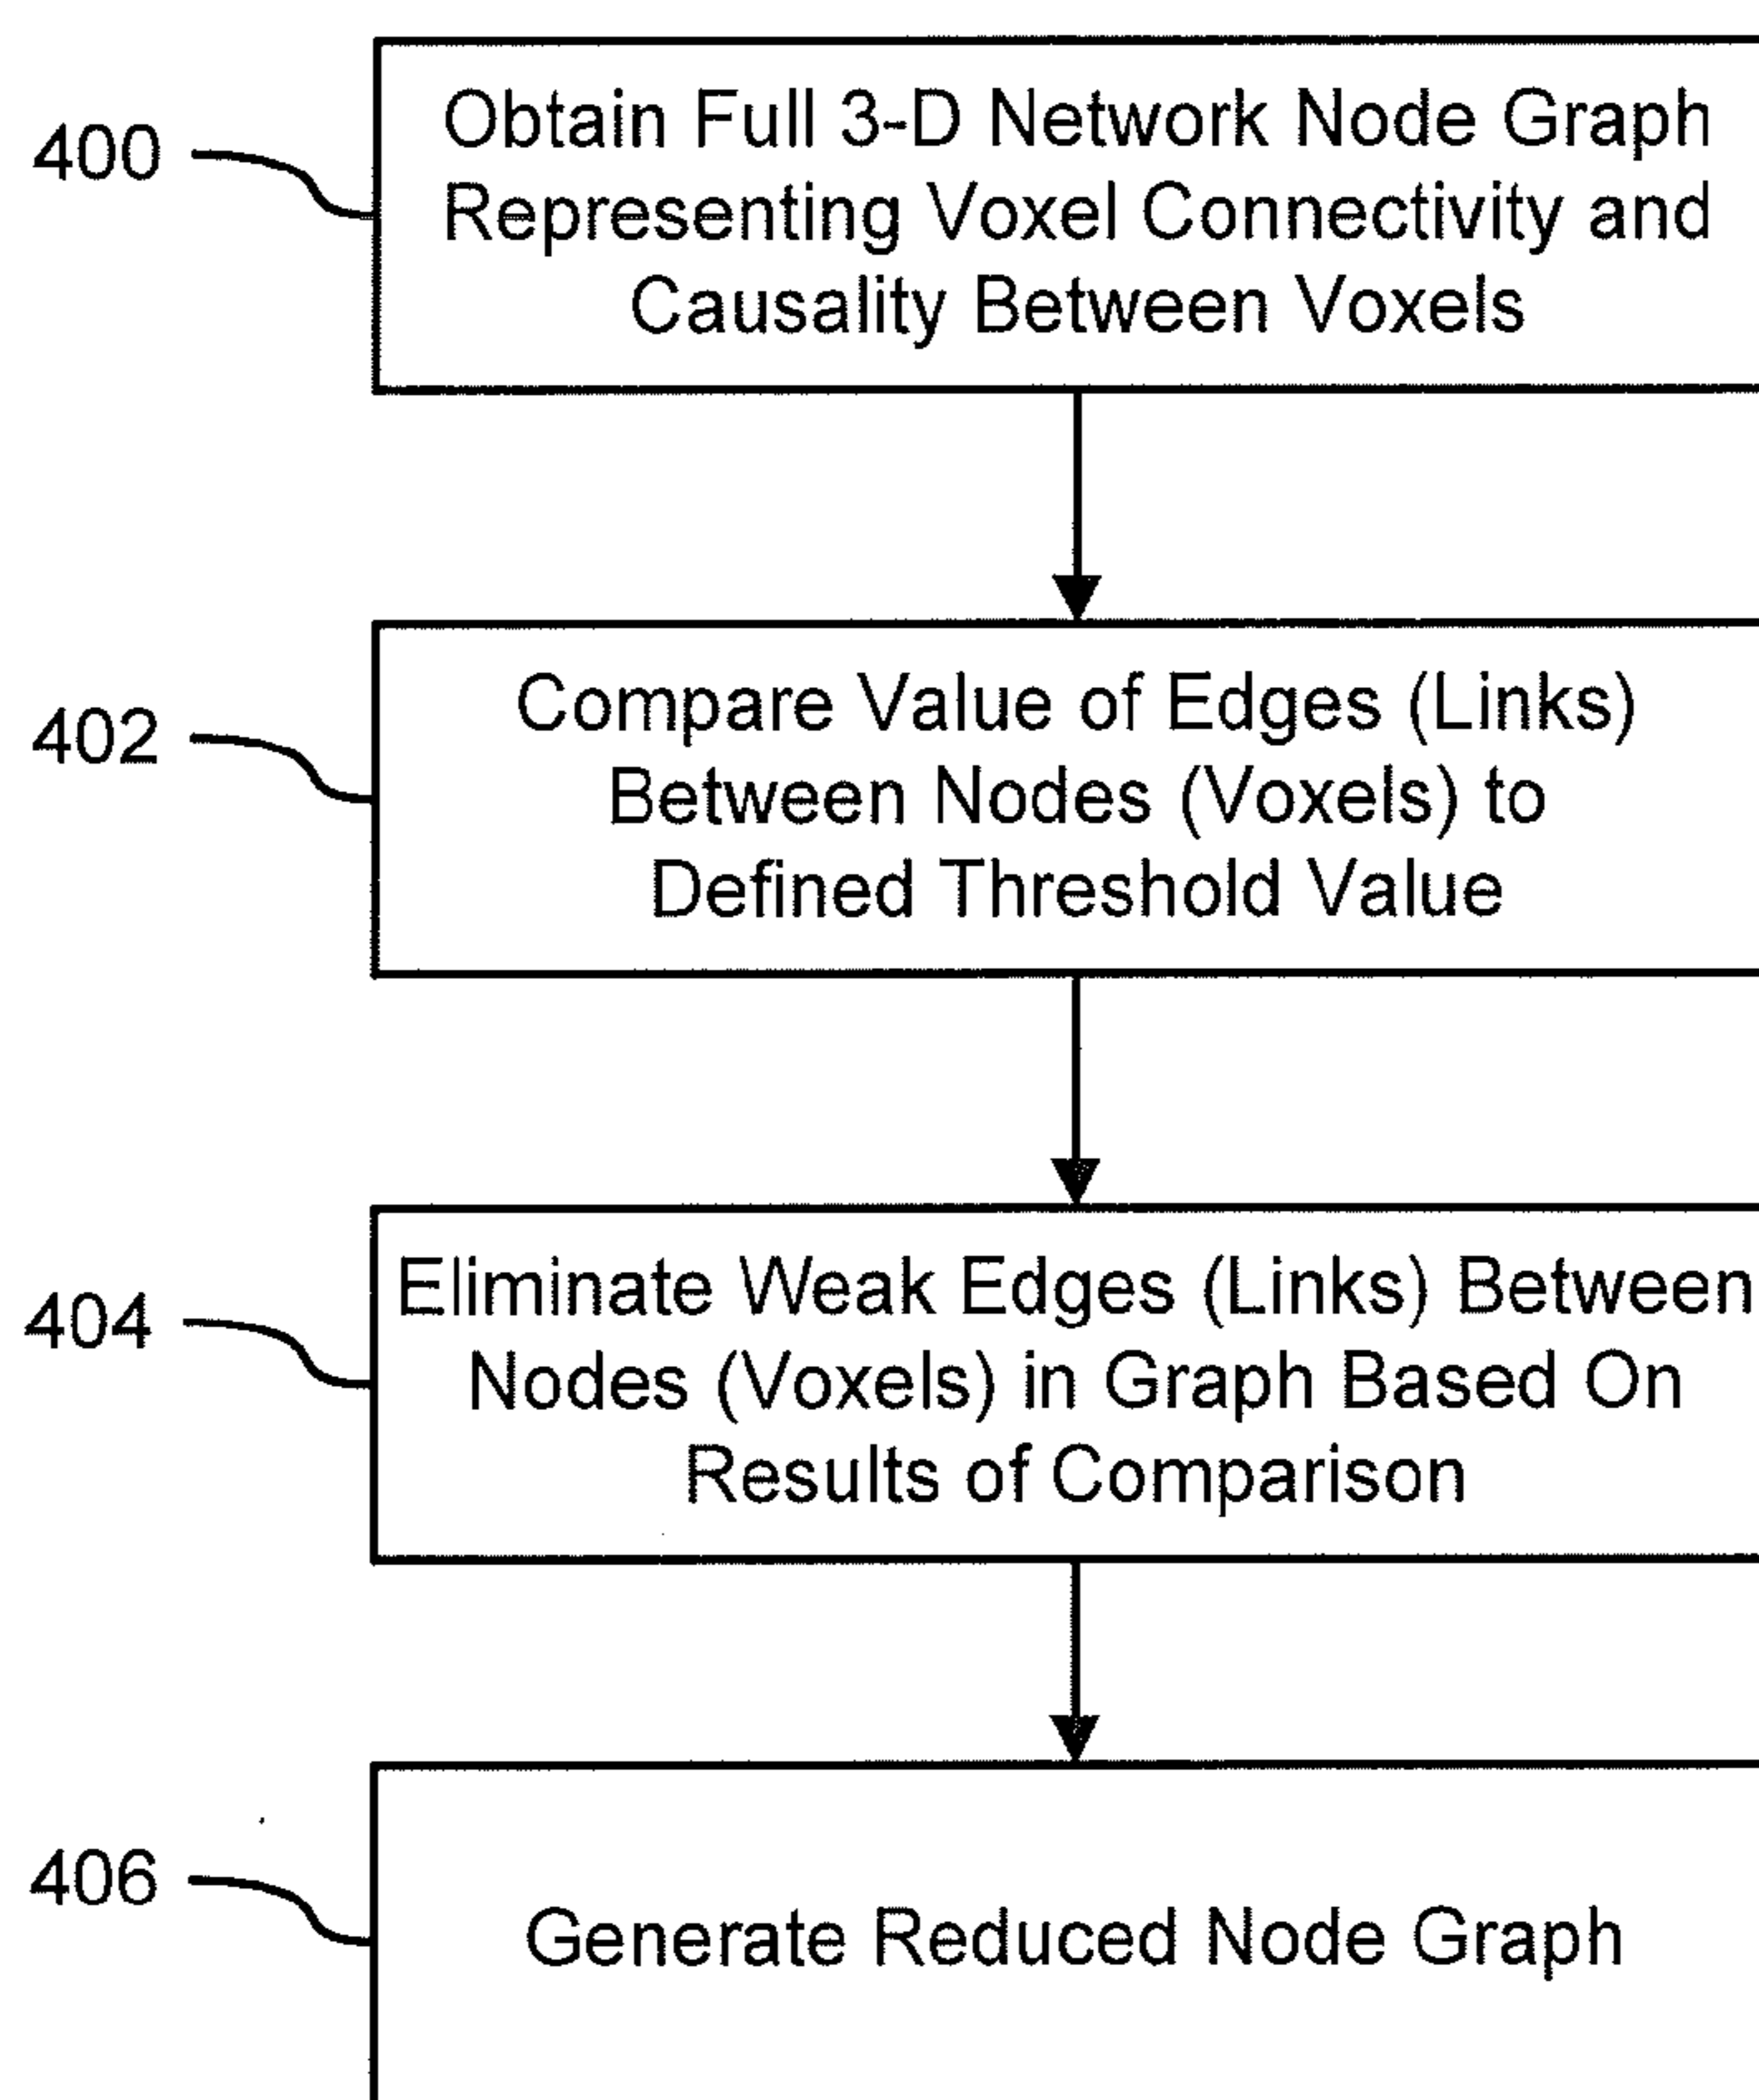 400
Obtain Full 3-D Network Node Graph
Representing Voxel Connectivity and
Causality Between Voxels
402
Compare Value of Edges (Links)
Between Nodes (Voxels) to
Defined Threshold Value
404
Eliminate Weak Edges (Links) Between
Nodes (Voxels) in Graph Based On
Results of Comparison
406
Generate Reduced Node Graph